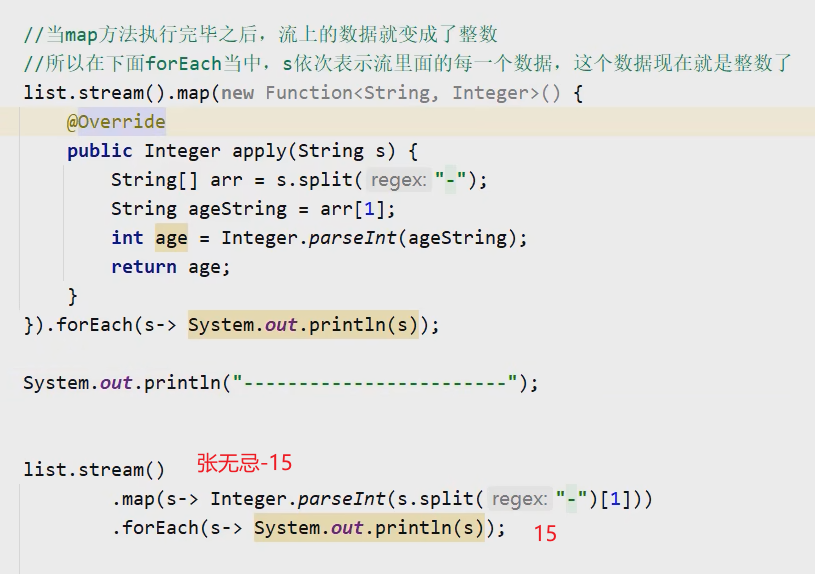 //当map方法执行完毕之后，流上的数据就变成了整数
//所以在下面forEach当中，s依次表示流里面的每一个数据，这个数据现在就是整数了
list.stream().map(new Function<String, Integer>() {
@Override
public Integer apply(String s) {
String[] arr = s.split( regex: "-");
String ageString = arr[1];
int age = Integer.parseInt(ageString);
return age;
}
}).forEach(s-> System.out.println(s));
System.out.println("------------------------");
list.stream() 张无忌-15
.map(s-> Integer.parseInt(s.split( regex: "-")[1]))
.forEach(s-> System.out.println(s)); 15